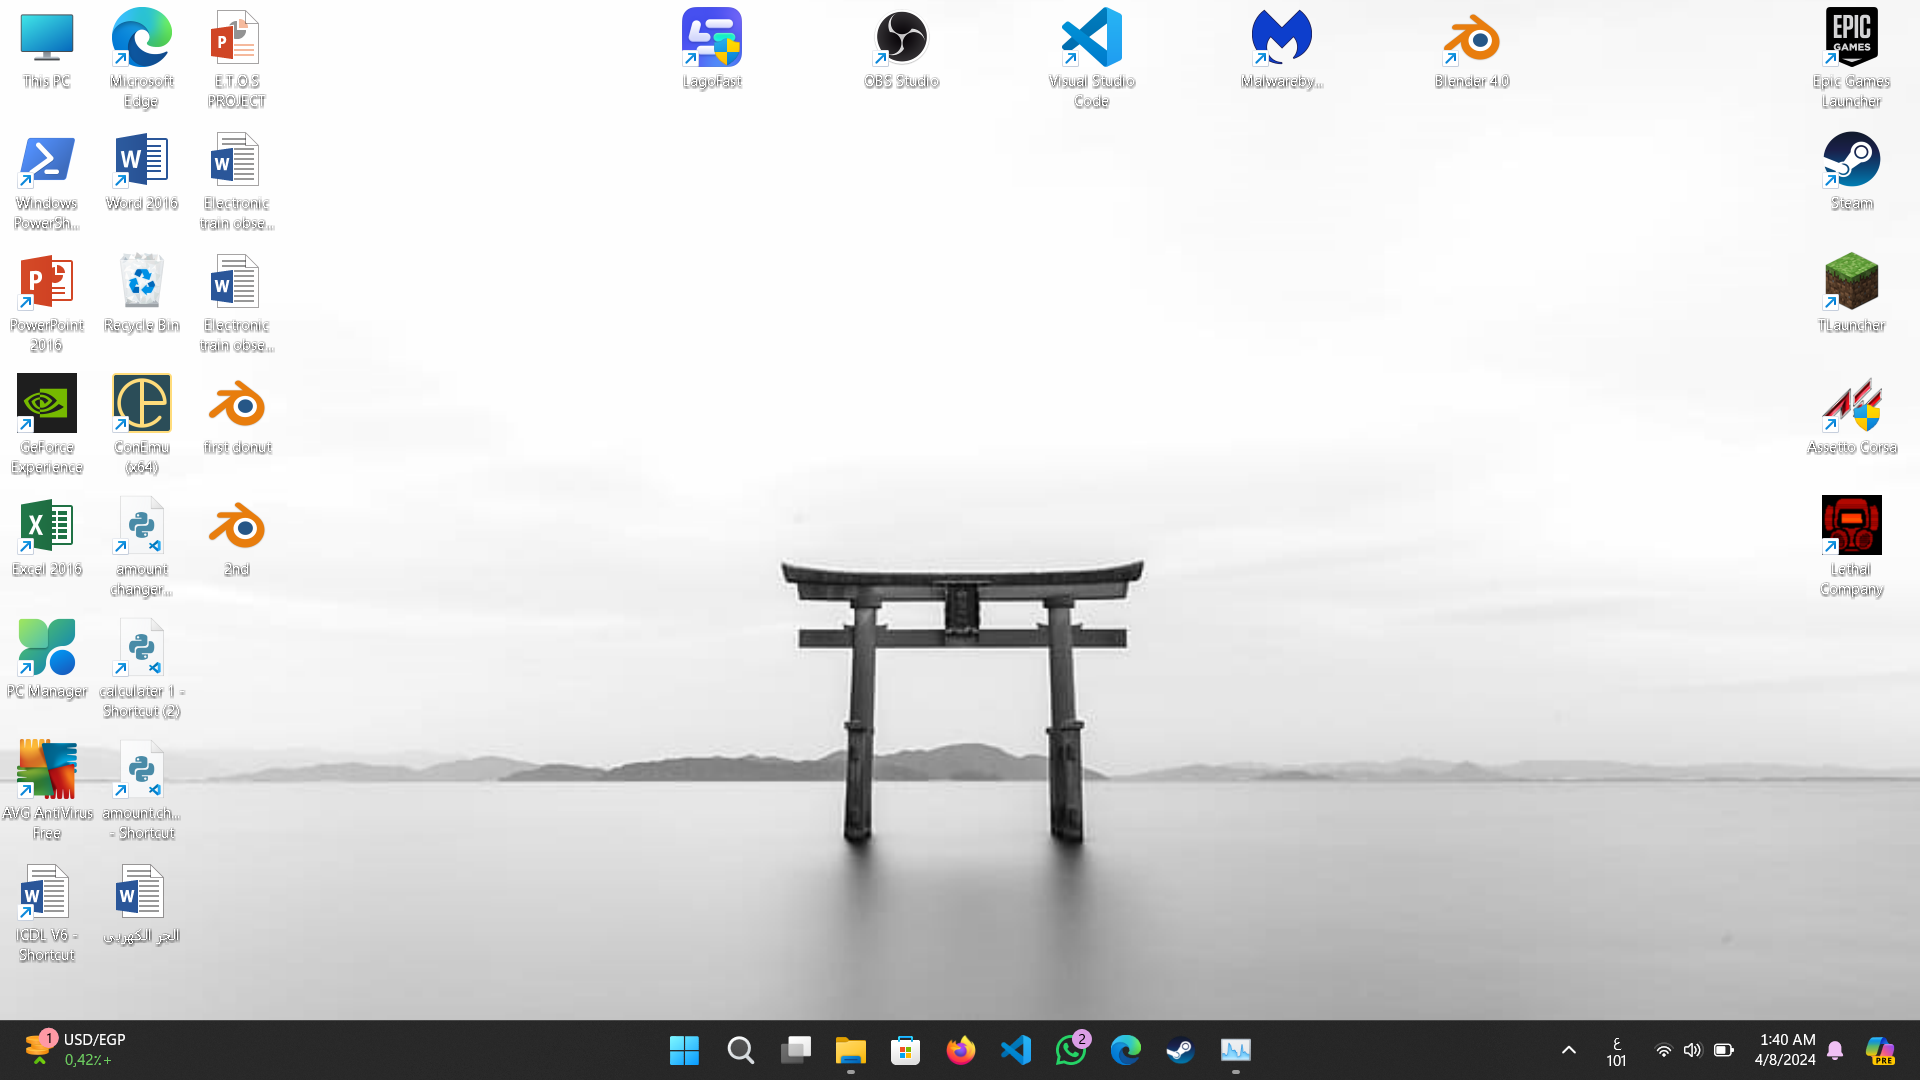 This PC
Microsoft
Edge
E.T.O.S
PROJECT
LagoFast
OBS Studio
Visual Studio
Code
Malwareby...
Blender 4.0
EPIC
GAMES
Epic Games
Launcher
Windows
PowerSh...
Word 2016
Electronic
train obse...
Steam
PowerPoint
2016
Recycle Bin
Electronic
train obse...
TLauncher
GeForce
Experience
ConEmu
(x64)
first donut
Assetto Corsa
Excel 2016
amount
changer...
2nd
Lethal
Company
PC Manager
calculater 1 -
Shortcut (2)
AVG AntiVirus
Free
amount.ch...
- Shortcut
ICDL V6 -
Shortcut
الجر الكهربى
1
USD/EGP
0,42٪+
2
ع
101
1:40 AM
4/8/2024
PRE